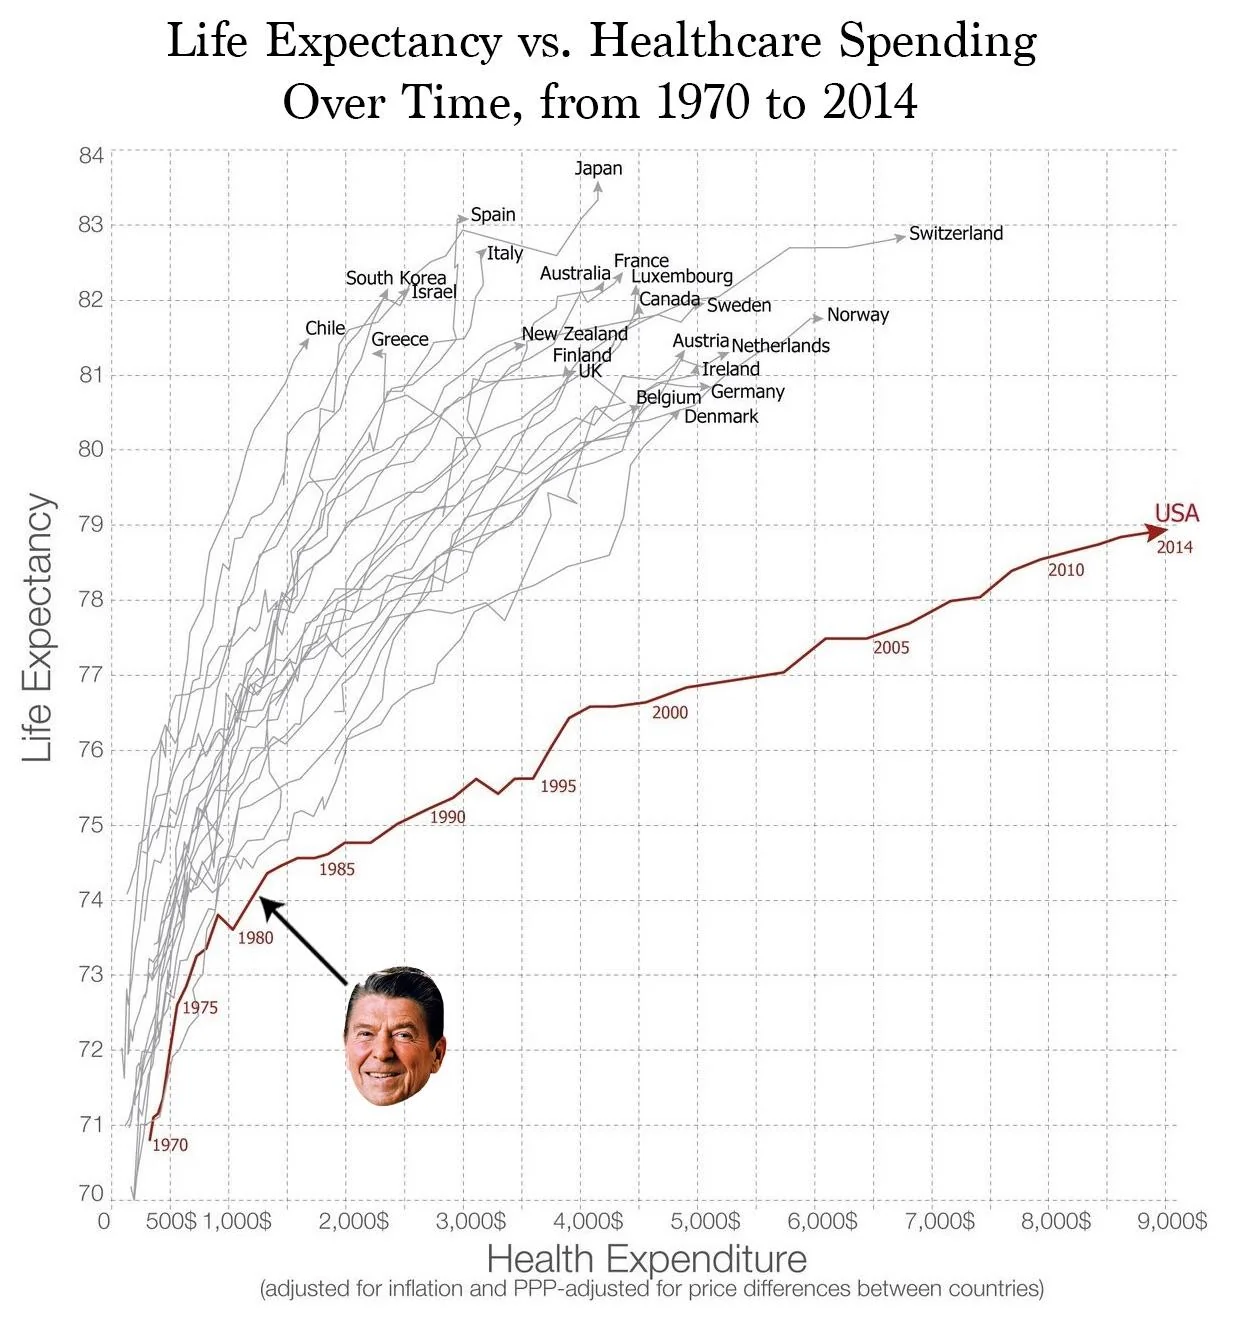 Life Expectancy vs. Healthcare Spending
Over Time, from 1970 to 2014
84
83
82
81
80
79
78
77
76
75
74
73
72
71
70
Life Expectancy
Japan
Spain
Switzerland
Italy
France
Australia
Luxembourg
South Korea
Israel
Canada
Sweden
Norway
Chile
Greece
New Zealand
Austria
Netherlands
Finland
UK
Ireland
Germany
Belgium
Denmark
USA
2014
2010
2005
2000
1995
1990
1985
1980
1975
1970
0 500$ 1,000$ 2,000$ 3,000$ 4,000$ 5,000$ 6,000$ 7,000$ 8,000$ 9,000$
Health Expenditure
(adjusted for inflation and PPP-adjusted for price differences between countries)